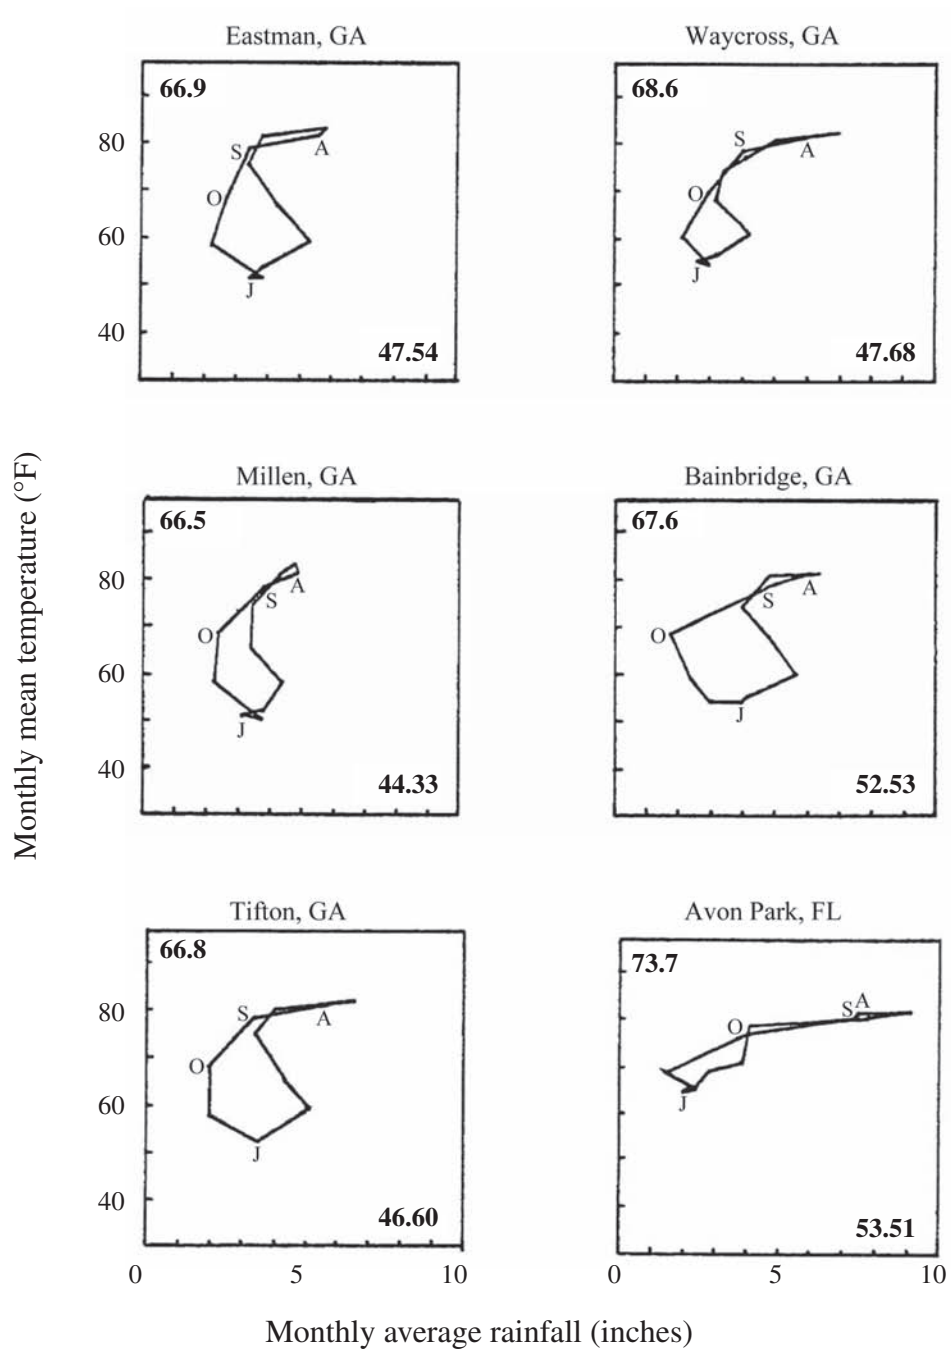 Eastman, GA
66.9
80
60
40
S
A
O
J
47.54
Waycross, GA
68.6
S
A
O
J
47.68
Monthly mean temperature (°F)
Millen, GA
66.5
80
60
40
A
S
O
J
44.33
Bainbridge, GA
67.6
A
S
O
J
52.53
Tifton, GA
66.8
80
60
40
S
A
O
J
46.60
0 5 10
Avon Park, FL
73.7
S A
O
J
53.51
0 5 10
Monthly average rainfall (inches)